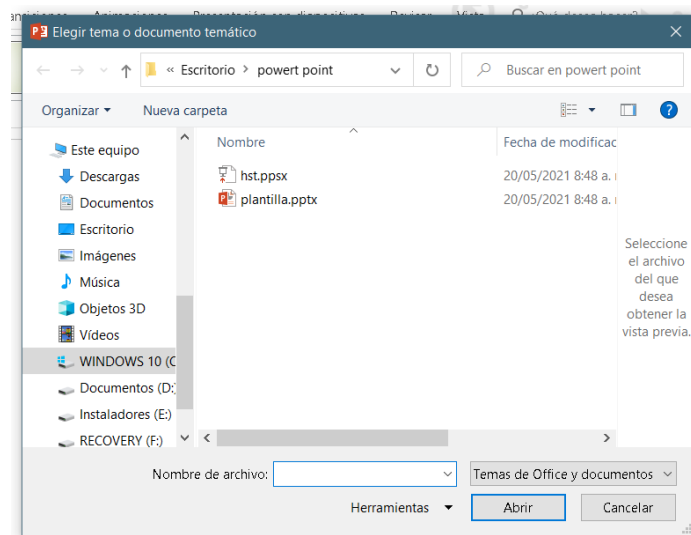 Elegir tema o documento temático
« Escritorio > powert point
Buscar en powert point
Organizar
Nueva carpeta
Este equipo
Descargas
Documentos
Escritorio
Imágenes
Música
Objetos 3D
Vídeos
WINDOWS 10 (C
Documentos (D:
Instaladores (E:)
RECOVERY (F:)
Nombre
Fecha de modificac
hst.ppsx
20/05/2021 8:48 a.
plantilla.pptx
20/05/2021 8:48 a.
Seleccione
el archivo
del que
desea
obtener la
vista previa.
Nombre de archivo:
Temas de Office y documentos
Herramientas
Abrir
Cancelar